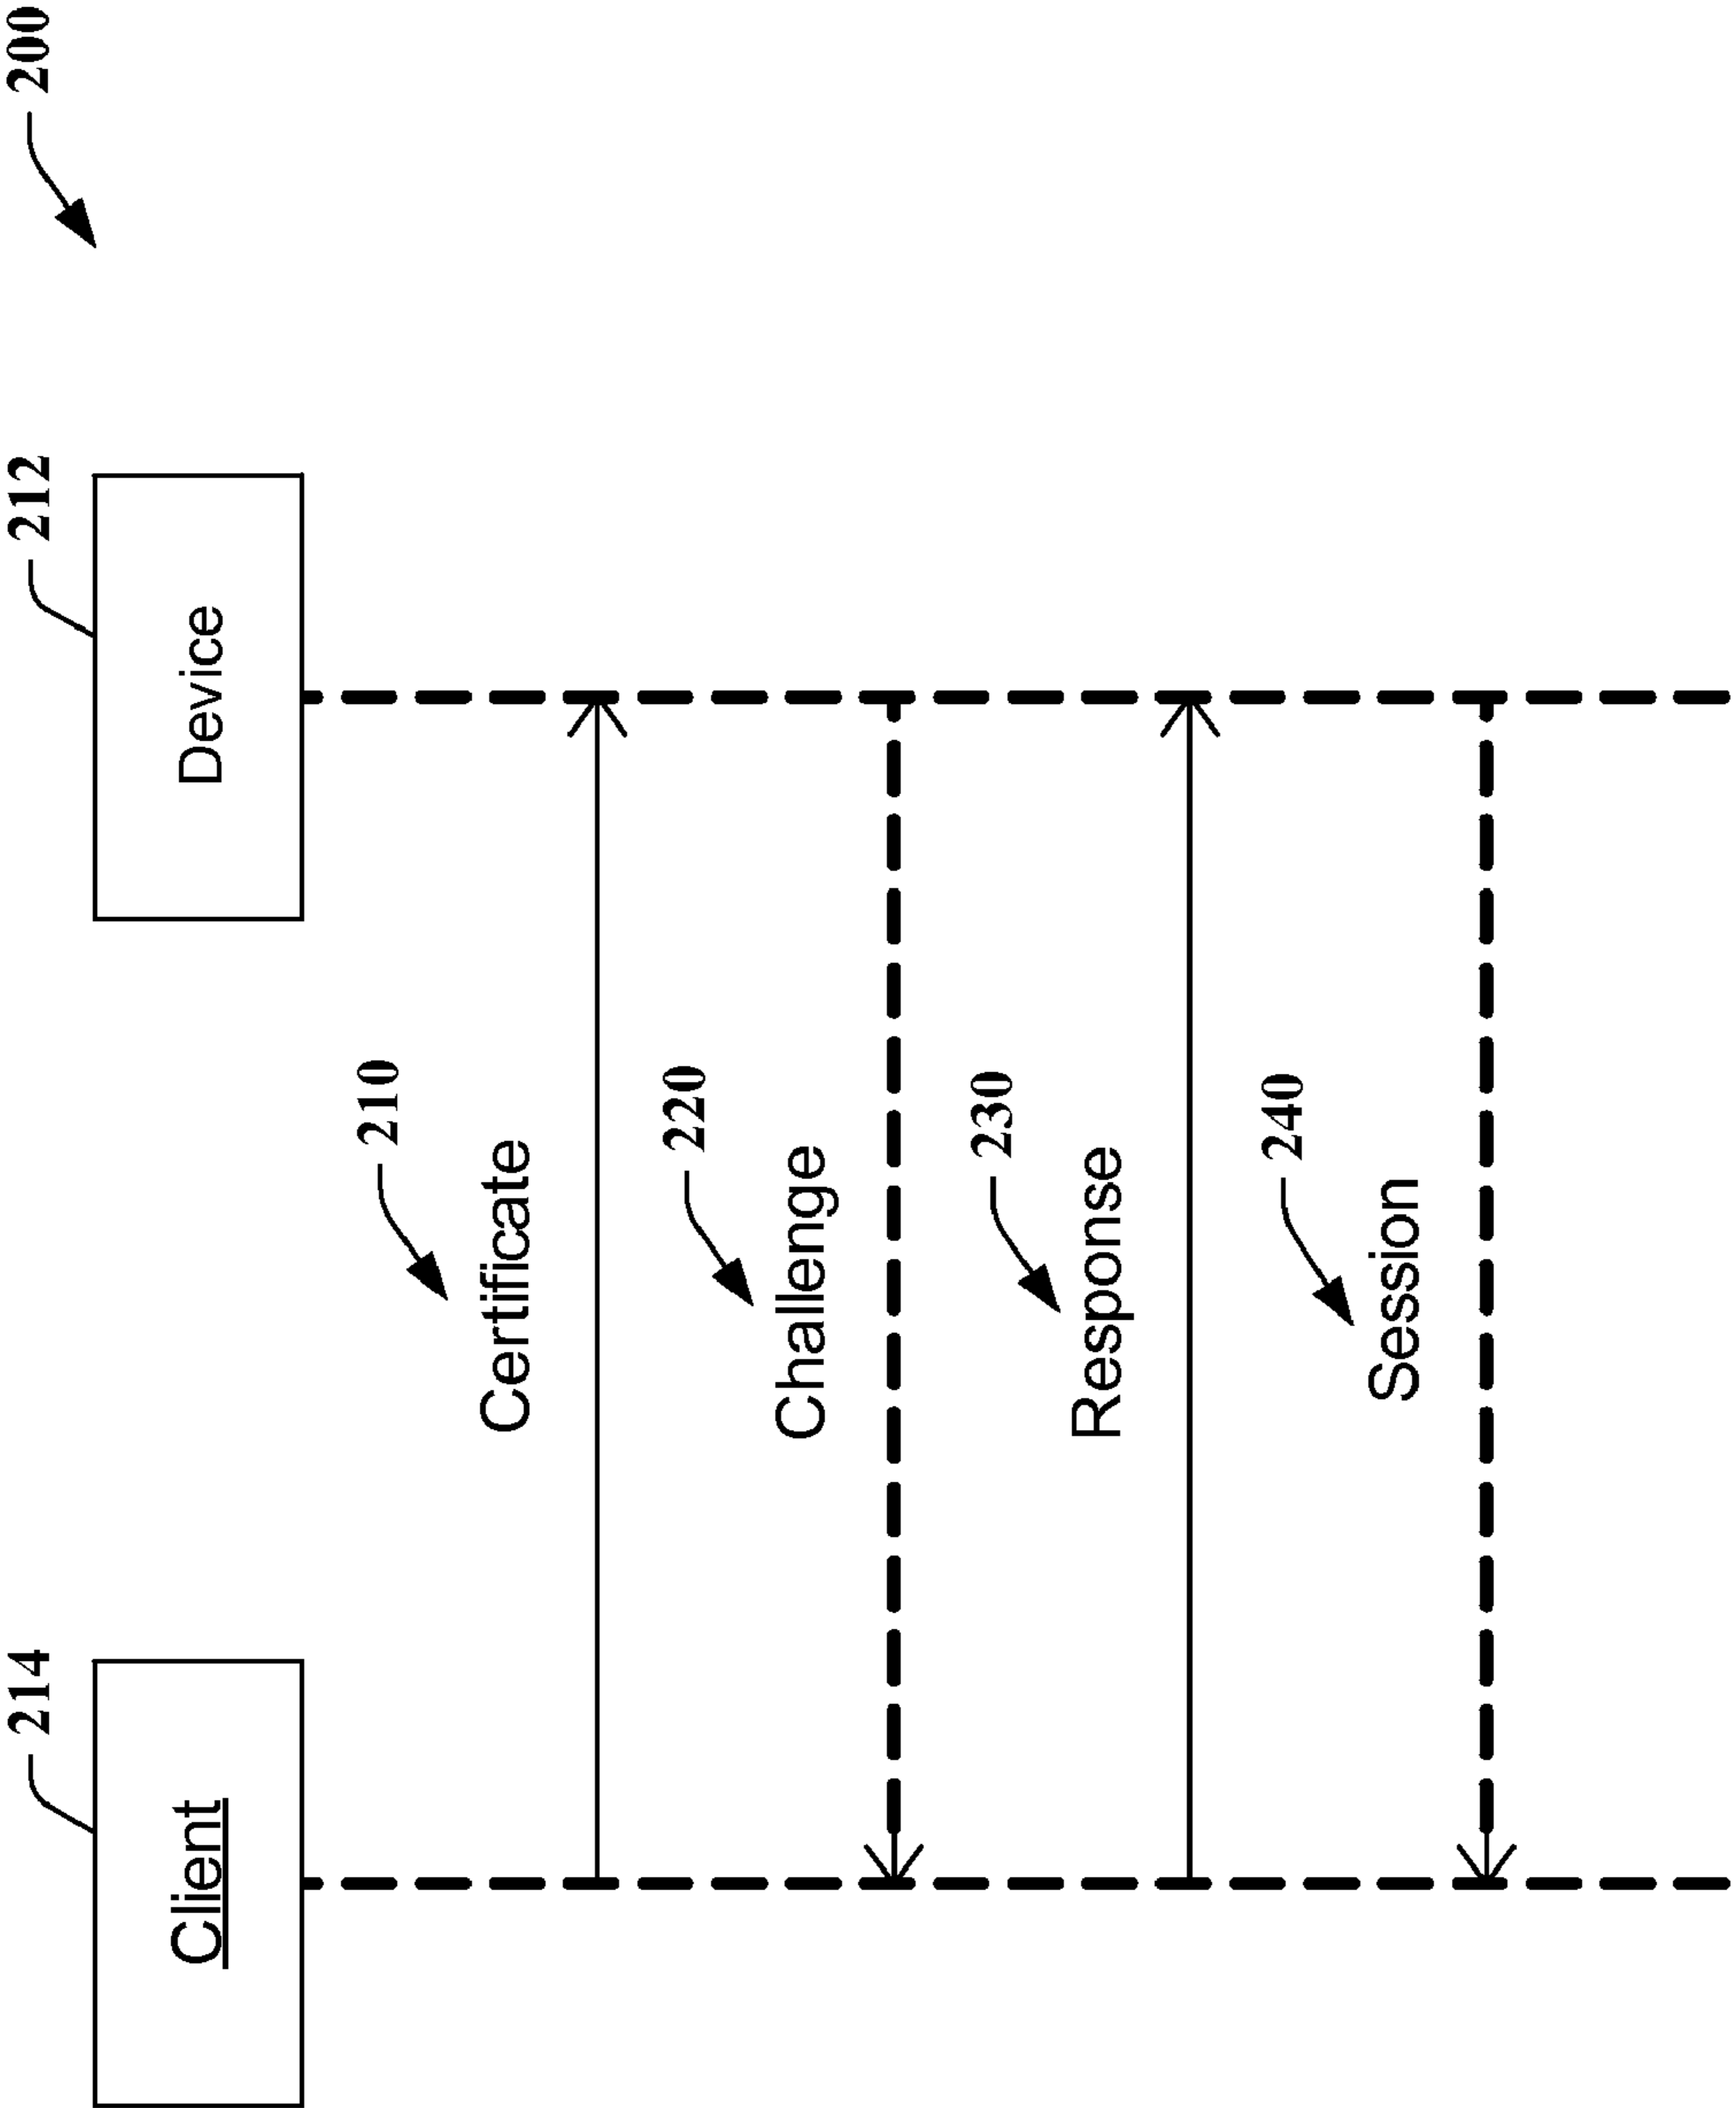 200
214
212
Client
Device
210
Certificate
220
Challenge
230
Response
240
Session